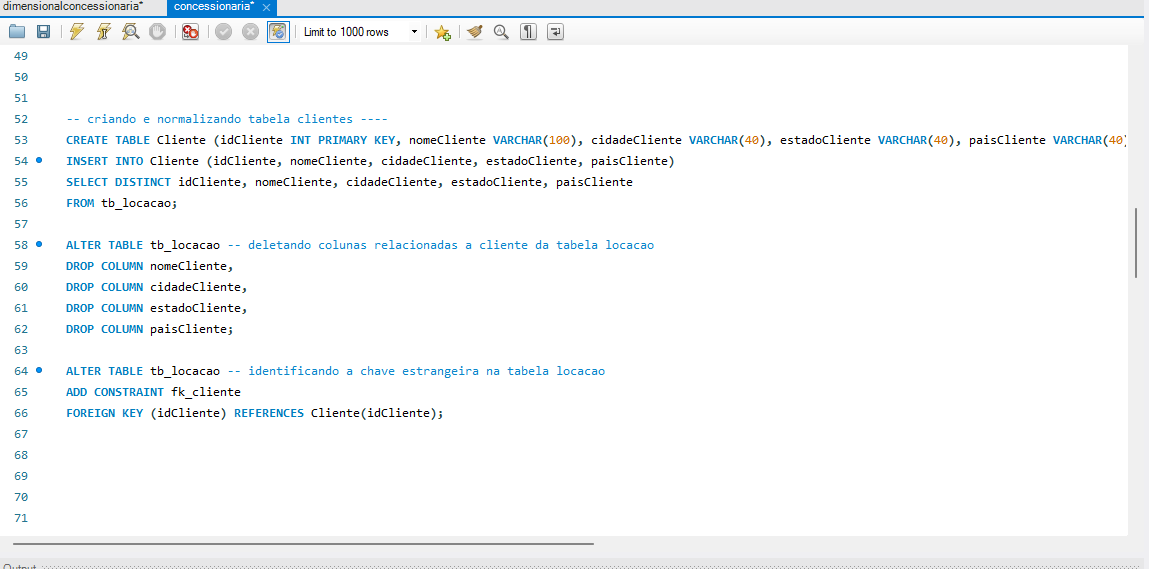 dimensionalconcessionaria* concessionaria* ×
Limit to 1000 rows
49
50
51
52 -- criando e normalizando tabela clientes ----
53 CREATE TABLE Cliente (idCliente INT PRIMARY KEY, nomeCliente VARCHAR(100), cidadeCliente VARCHAR(40), estadoCliente VARCHAR(40), paisCliente VARCHAR(40)
54 INSERT INTO Cliente (idCliente, nomeCliente, cidadeCliente, estadoCliente, paisCliente)
55 SELECT DISTINCT idCliente, nomeCliente, cidadeCliente, estadoCliente, paisCliente
56 FROM tb_locacao;
57
58 ALTER TABLE tb_locacao -- deletando colunas relacionadas a cliente da tabela locacao
59 DROP COLUMN nomeCliente,
60 DROP COLUMN cidadeCliente,
61 DROP COLUMN estadoCliente,
62 DROP COLUMN paisCliente;
63
64 ALTER TABLE tb_locacao -- identificando a chave estrangeira na tabela locacao
65 ADD CONSTRAINT fk_cliente
66 FOREIGN KEY (idCliente) REFERENCES Cliente(idCliente);
67
68
69
70
71
Output